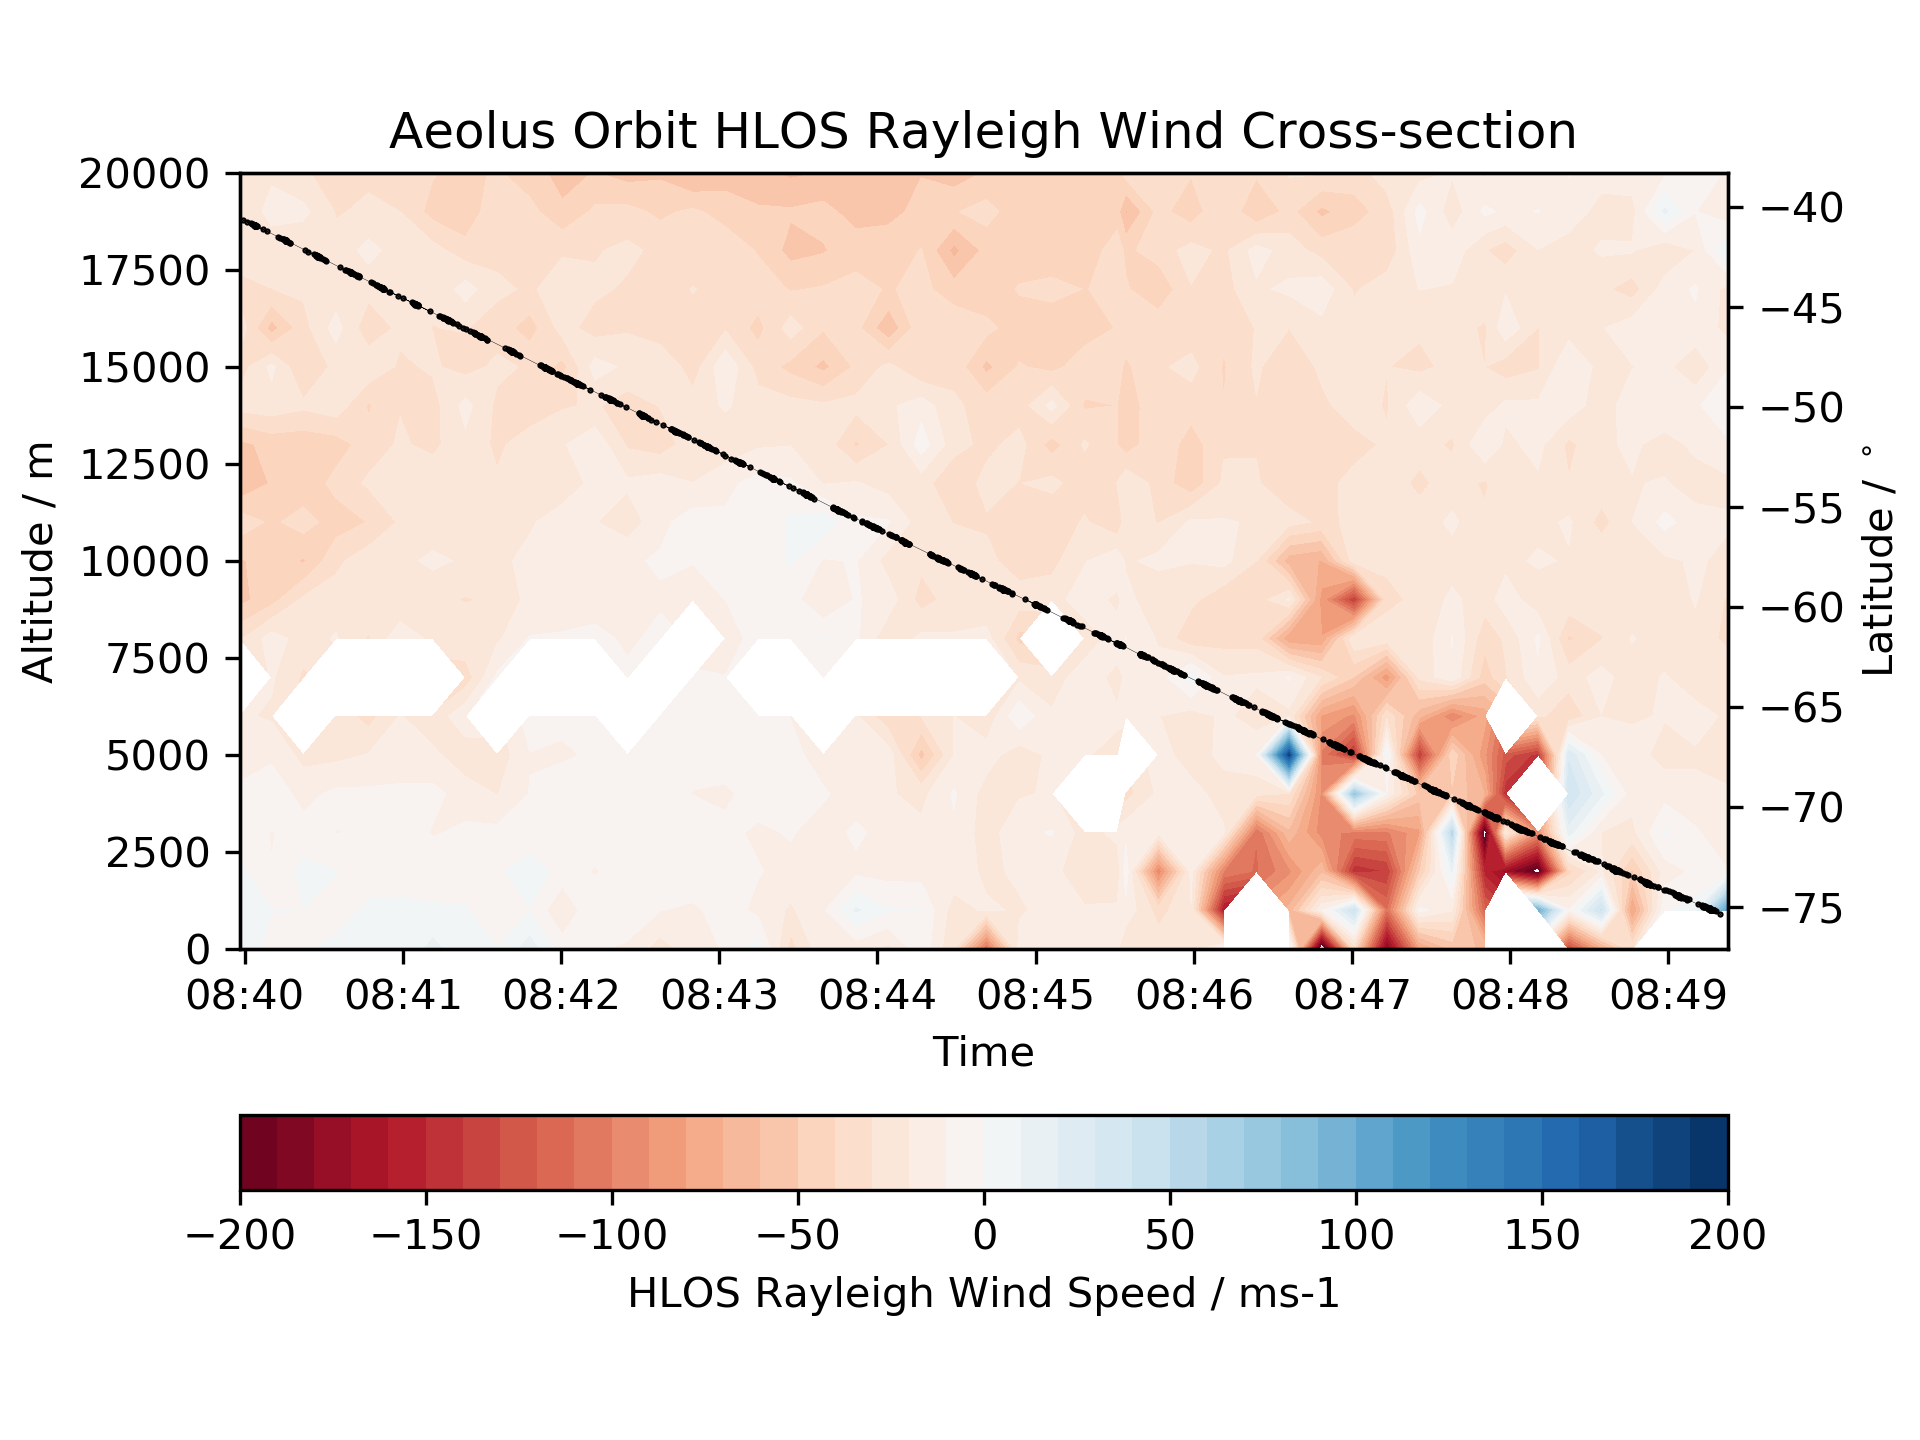 Aeolus Orbit HLOS Rayleigh Wind Cross-section
20000
17500
15000
12500
10000
7500
5000
2500
0
Altitude / m
−40
−45
−50
−55
−60
−65
−70
−75
Latitude / °
08:40 08:41 08:42 08:43 08:44 08:45 08:46 08:47 08:48 08:49
Time
−200 −150 −100 −50 0 50 100 150 200
HLOS Rayleigh Wind Speed / ms-1